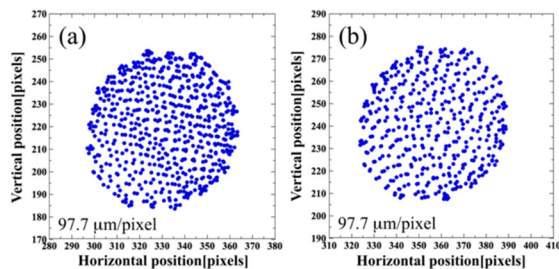 (a)
Vertical position[pixels]
270
260
250
240
230
220
210
200
190
180
170
97.7 μm/pixel
280 290 300 310 320 330 340 350 360 370 380
Horizontal position[pixels]
(b)
Vertical position[pixels]
290
280
270
260
250
240
230
220
210
200
190
97.7 μm/pixel
310 320 330 340 350 360 370 380 390 400 410
Horizontal position[pixels]